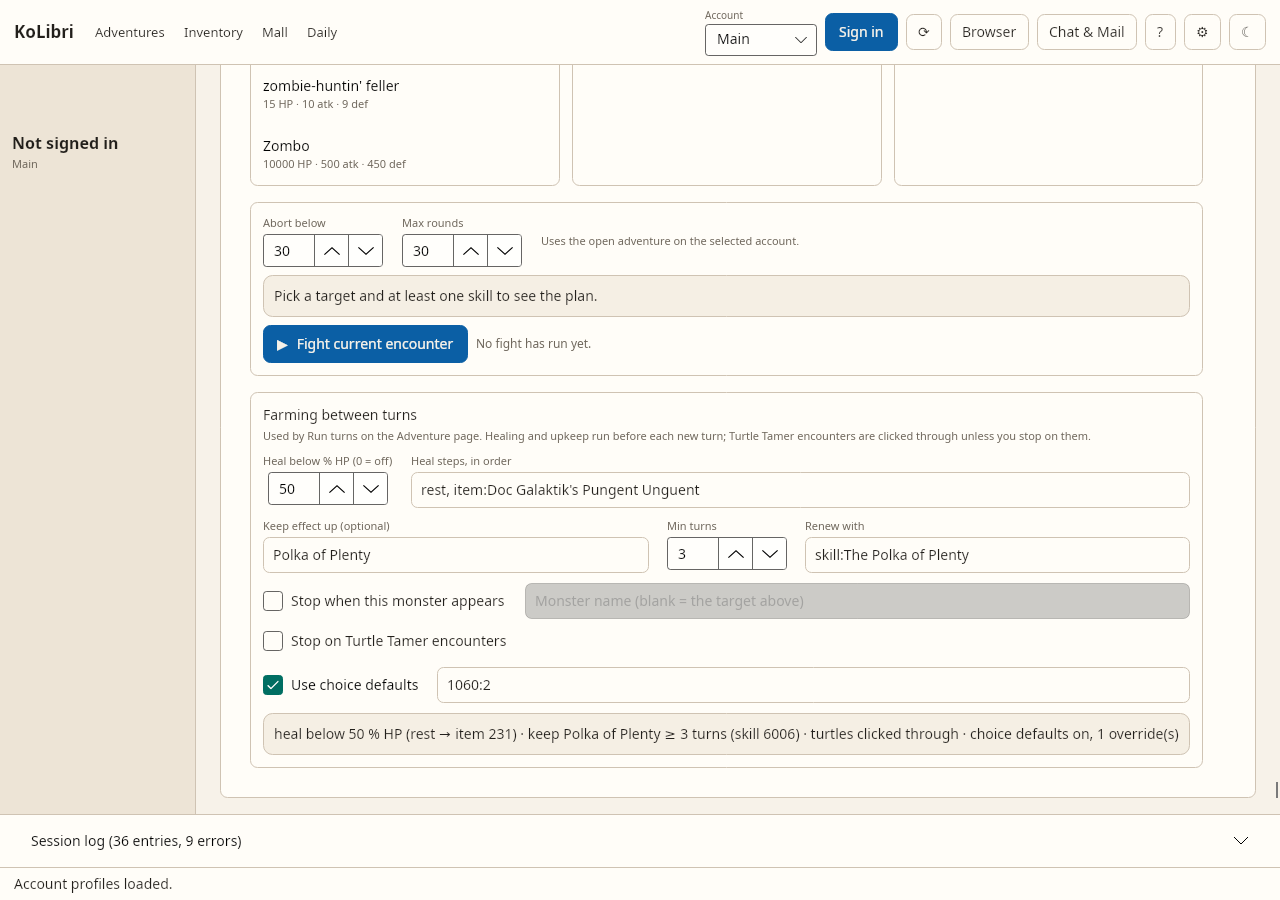 KoLibri
Adventures
Inventory
Mall
Daily
Account
Main
Sign in
⟳
Browser
Chat & Mail
?
⚙
☾
Not signed in
Main
zombie-huntin' feller
15 HP · 10 atk · 9 def
Zombo
10000 HP · 500 atk · 450 def
Abort below
Max rounds
30
30
Uses the open adventure on the selected account.
Pick a target and at least one skill to see the plan.
▶ Fight current encounter
No fight has run yet.
Farming between turns
Used by Run turns on the Adventure page. Healing and upkeep run before each new turn; Turtle Tamer encounters are clicked through unless you stop on them.
Heal below % HP (0 = off)
Heal steps, in order
50
rest, item:Doc Galaktik's Pungent Unguent
Keep effect up (optional)
Min turns
Renew with
Polka of Plenty
3
skill:The Polka of Plenty
Stop when this monster appears
Monster name (blank = the target above)
Stop on Turtle Tamer encounters
Use choice defaults
1060:2
heal below 50 % HP (rest → item 231) · keep Polka of Plenty ≥ 3 turns (skill 6006) · turtles clicked through · choice defaults on, 1 override(s)
Session log (36 entries, 9 errors)
Account profiles loaded.